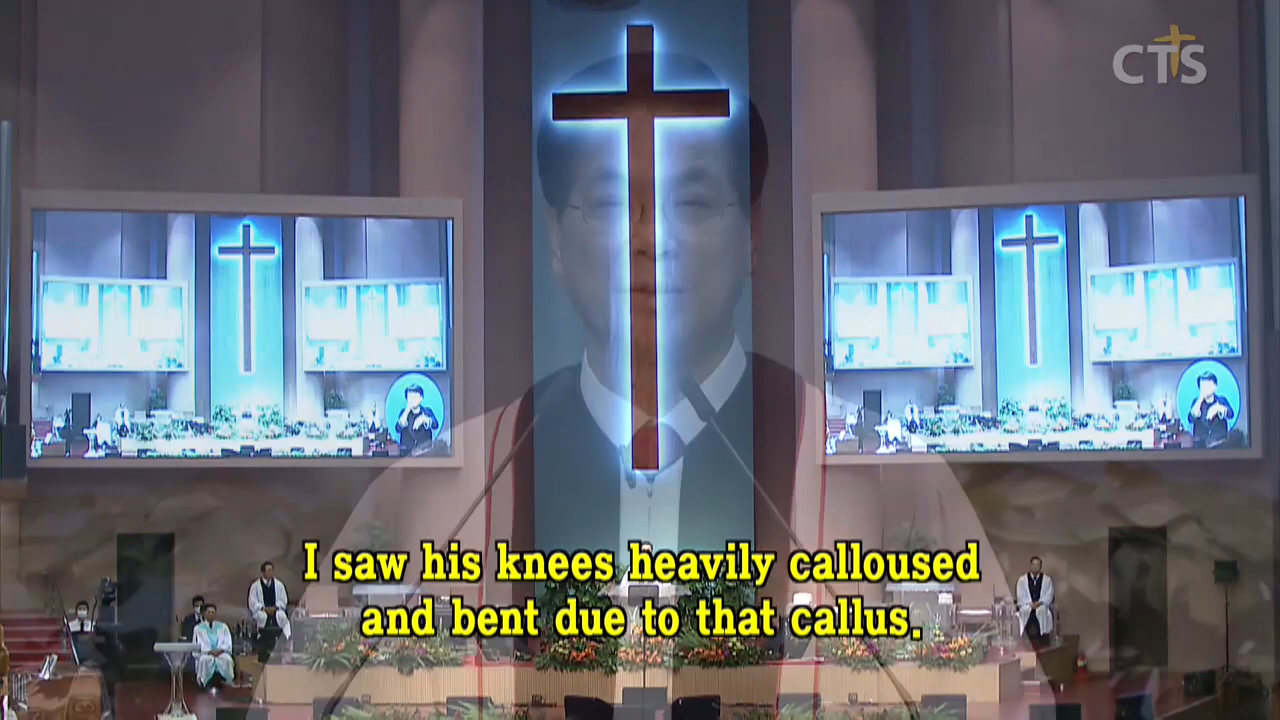 CTS
I saw his knees heavily calloused
and bent due to that callus.